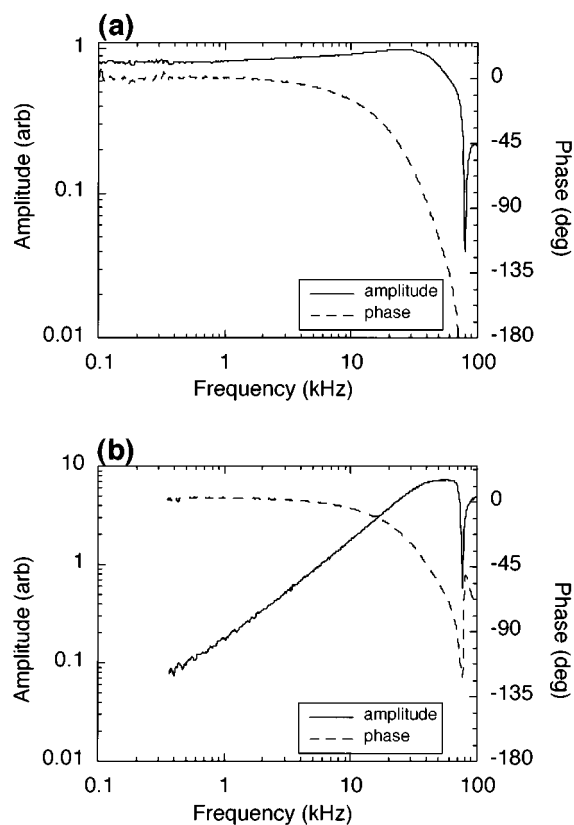 (a)
1
0.1
0.01
Amplitude (arb)
0
-45
-90
-135
-180
Phase (deg)
amplitude
phase
0.1 1 10 100
Frequency (kHz)
(b)
10
1
0.1
0.01
Amplitude (arb)
0
-45
-90
-135
-180
Phase (deg)
amplitude
phase
0.1 1 10 100
Frequency (kHz)